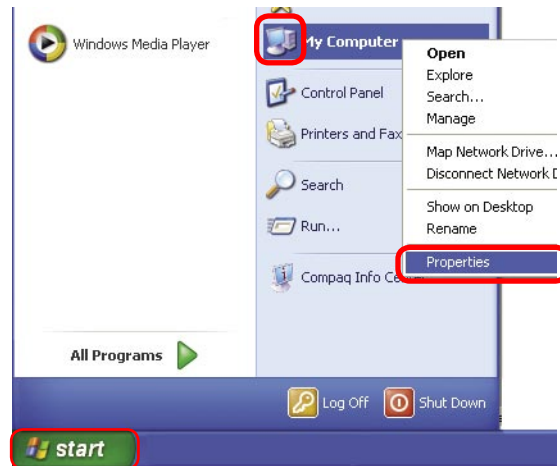 Windows Media Player
My Computer
Control Panel
Printers and Fax
Search
Run...
Compaq Info
All Programs
Log Off
Shut Down
start
Open
Explore
Search...
Manage
Map Network Drive...
Disconnect Network
Show on Desktop
Rename
Properties